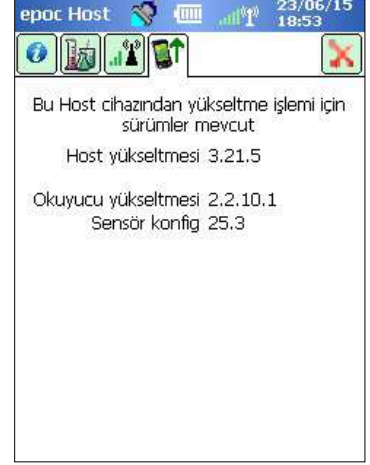 epoc Host
23/06/15
18:53
Bu Host cihazından yükseltme işlemi için
sürümler mevcut
Host yükseltmesi 3.21.5
Okuyucu yükseltmesi 2.2.10.1
Sensör konfig 25.3